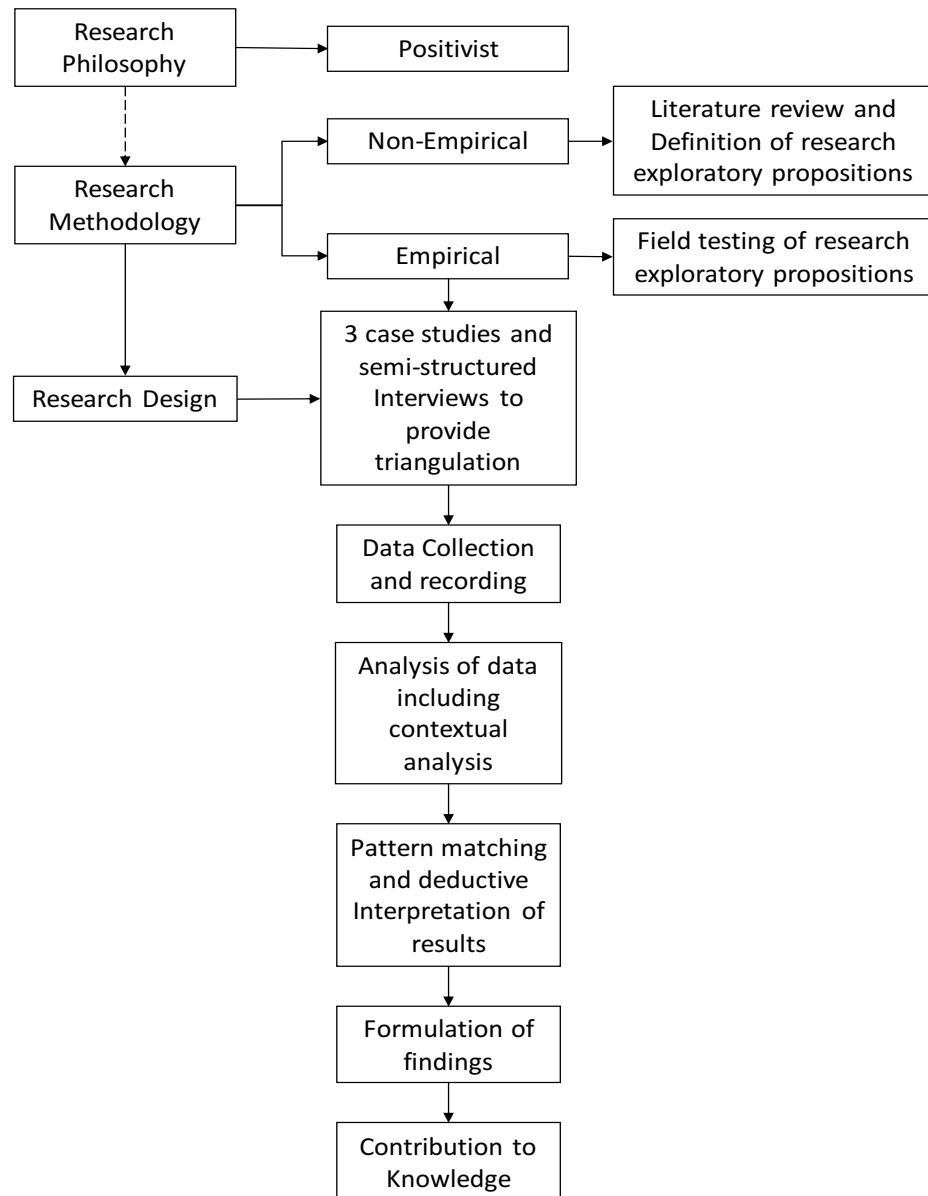 Research
Philosophy
Positivist
Non-Empirical
Literature review and
Definition of research
exploratory propositions
Research
Methodology
Empirical
Field testing of research
exploratory propositions
Research Design
3 case studies and
semi-structured
Interviews to
provide
triangulation
Data Collection
and recording
Analysis of data
including
contextual
analysis
Pattern matching
and deductive
Interpretation of
results
Formulation of
findings
Contribution to
Knowledge